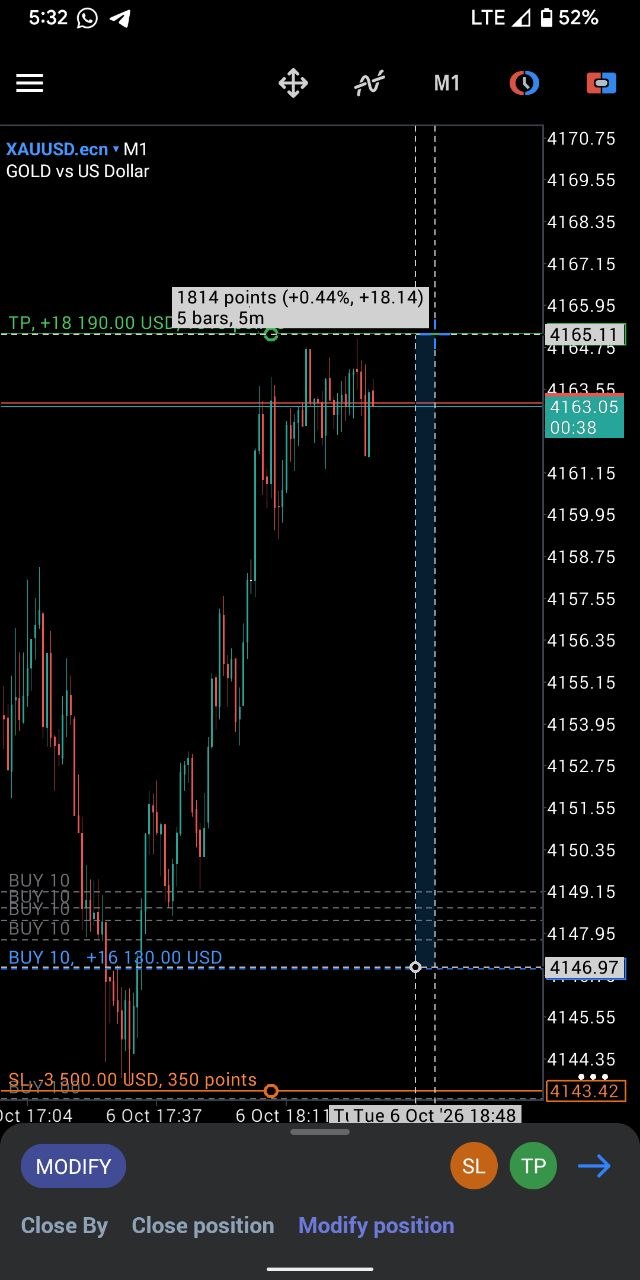 5:32
LTE 52%
M1
XAUUSD.ecn M1
GOLD vs US Dollar
4170.75
4169.55
4168.35
4167.15
1814 points (+0.44%, +18.14)
5 bars, 5m
4165.95
TP, +18 190.00 USD
4165.11
4164.75
4163.55
4163.05
00:38
4161.15
4159.95
4158.75
4157.55
4156.35
4155.15
4153.95
4152.75
4151.55
4150.35
BUY 10
4149.15
BUY 10
BUY 10
BUY 10
4147.95
BUY 10, +16 130.00 USD
4146.97
4145.55
4144.35
SL, -3 500.00 USD, 350 points
4143.42
Oct 17:04
6 Oct 17:37
6 Oct 18:11
Tue 6 Oct '26 18:48
MODIFY
SL
TP
Close By
Close position
Modify position